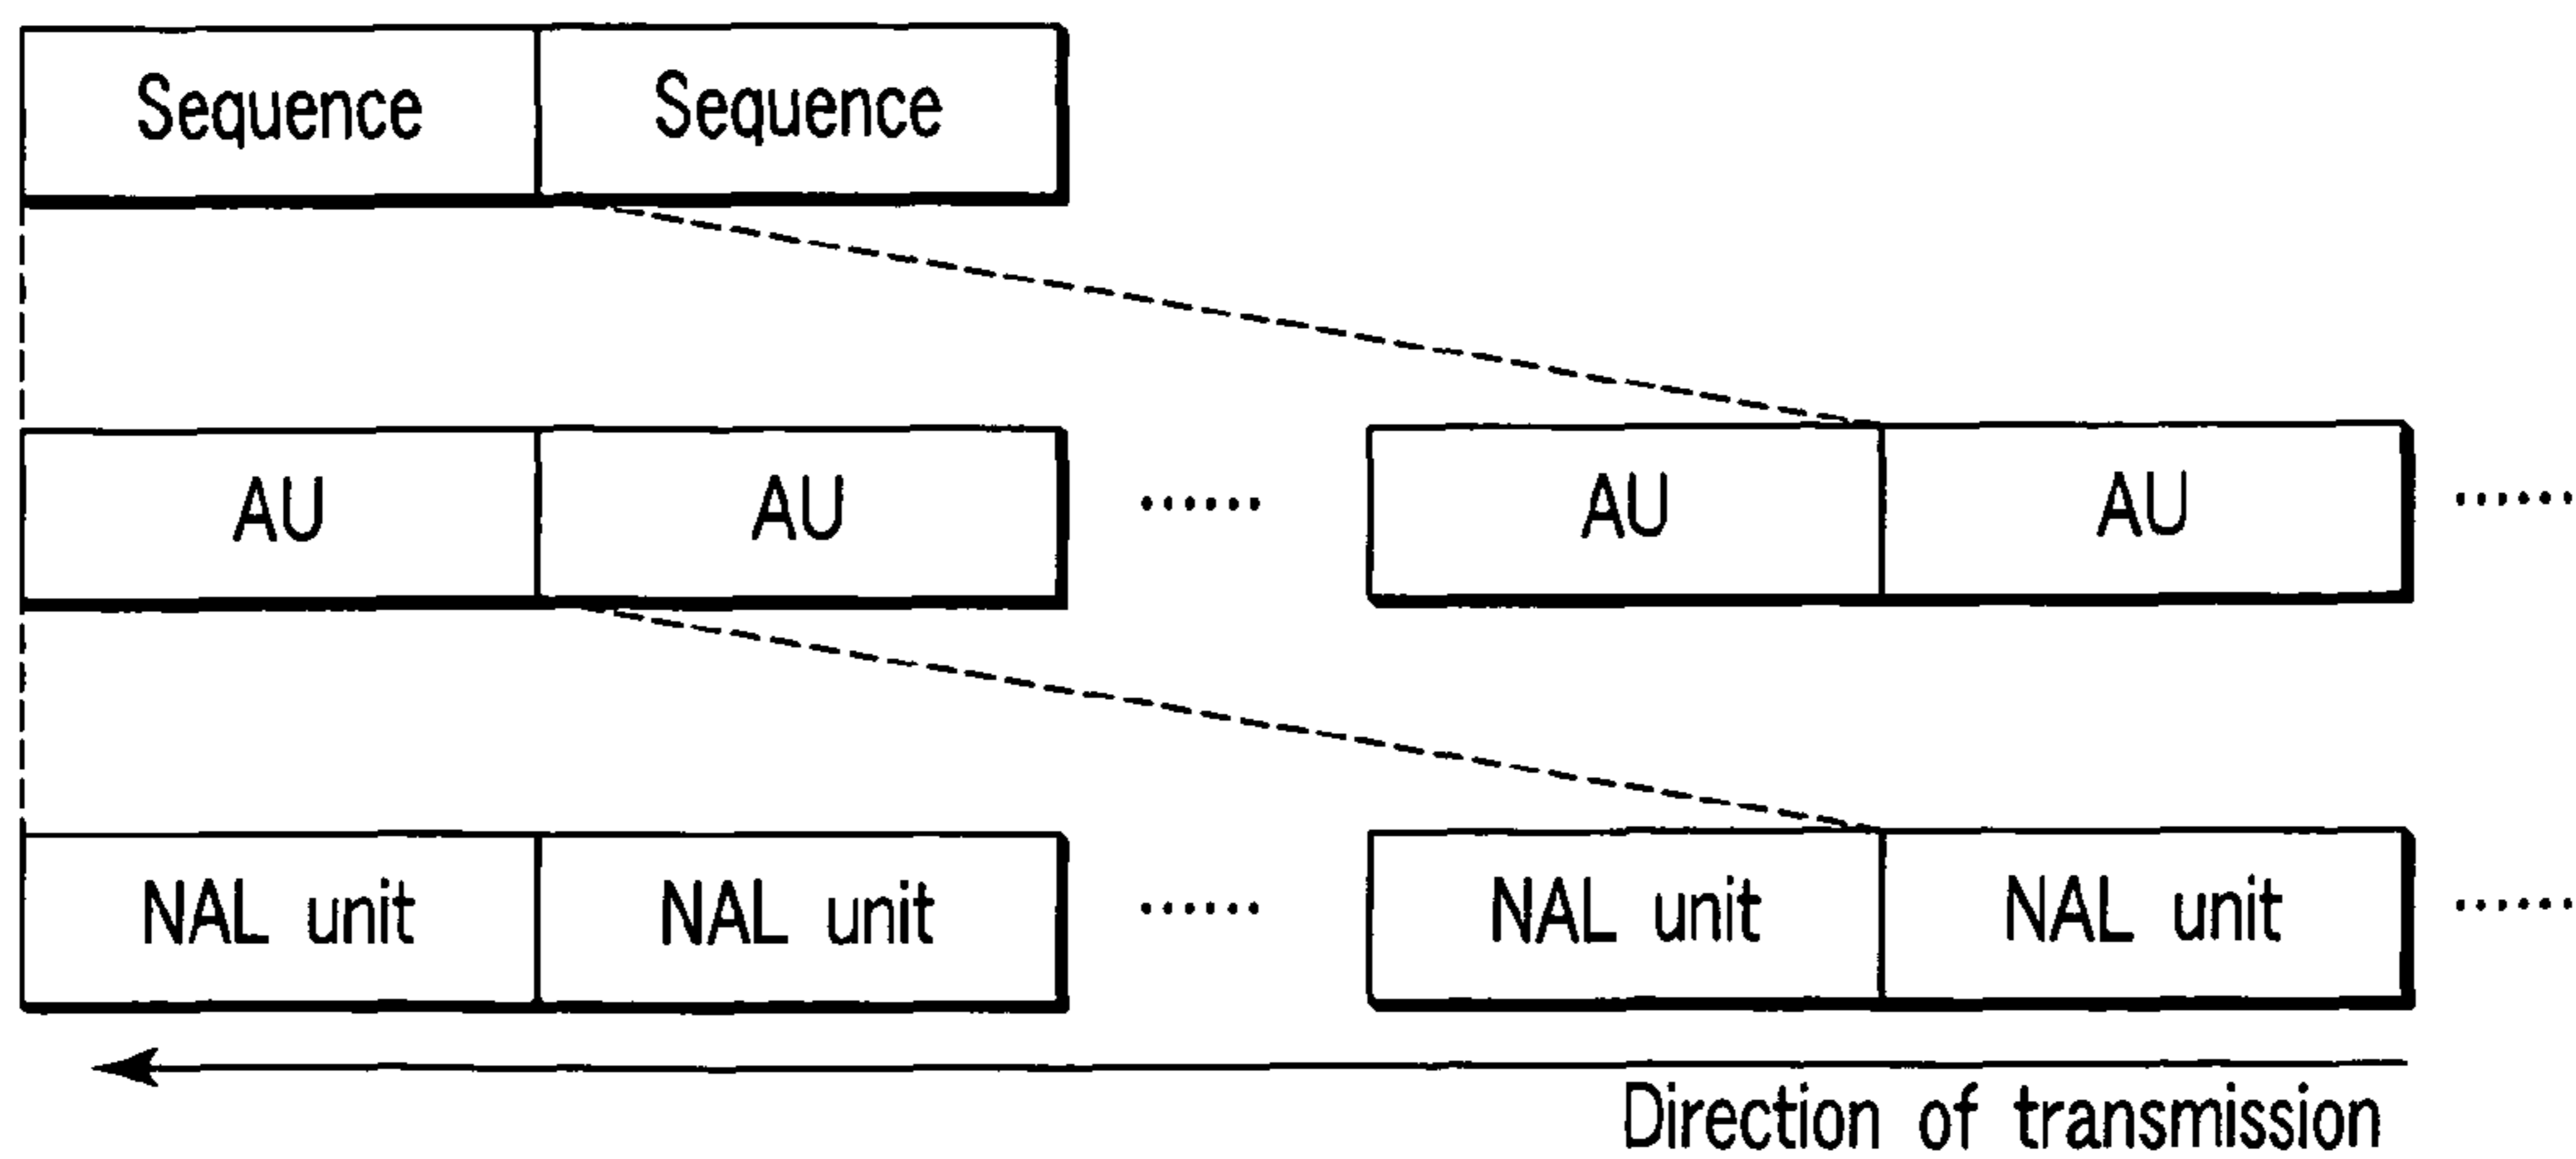 Sequence Sequence
AU AU ...... AU AU ......
NAL unit NAL unit ...... NAL unit NAL unit ......
Direction of transmission